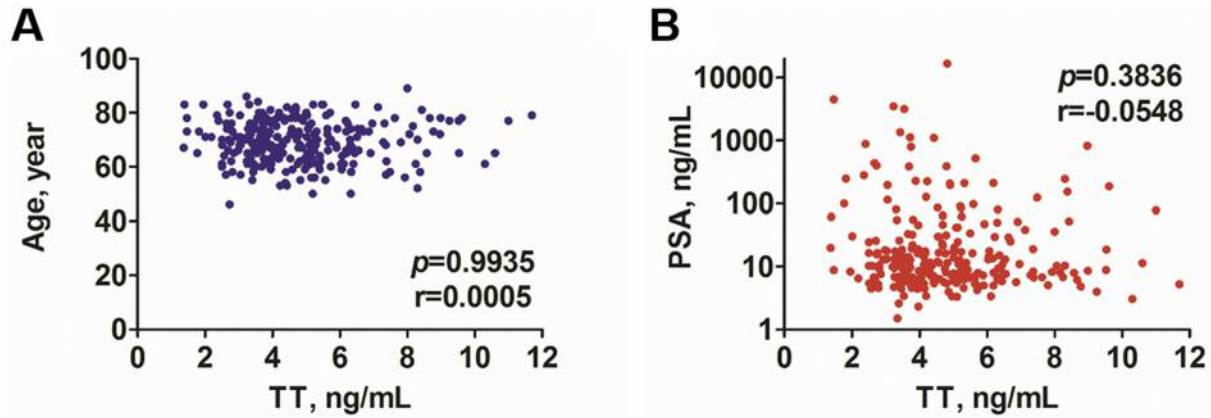 A
100
80
60
40
20
0
Age, year
p=0.9935
r=0.0005
0 2 4 6 8 10 12
TT, ng/mL
B
10000
1000
100
10
1
PSA, ng/mL
p=0.3836
r=-0.0548
0 2 4 6 8 10 12
TT, ng/mL